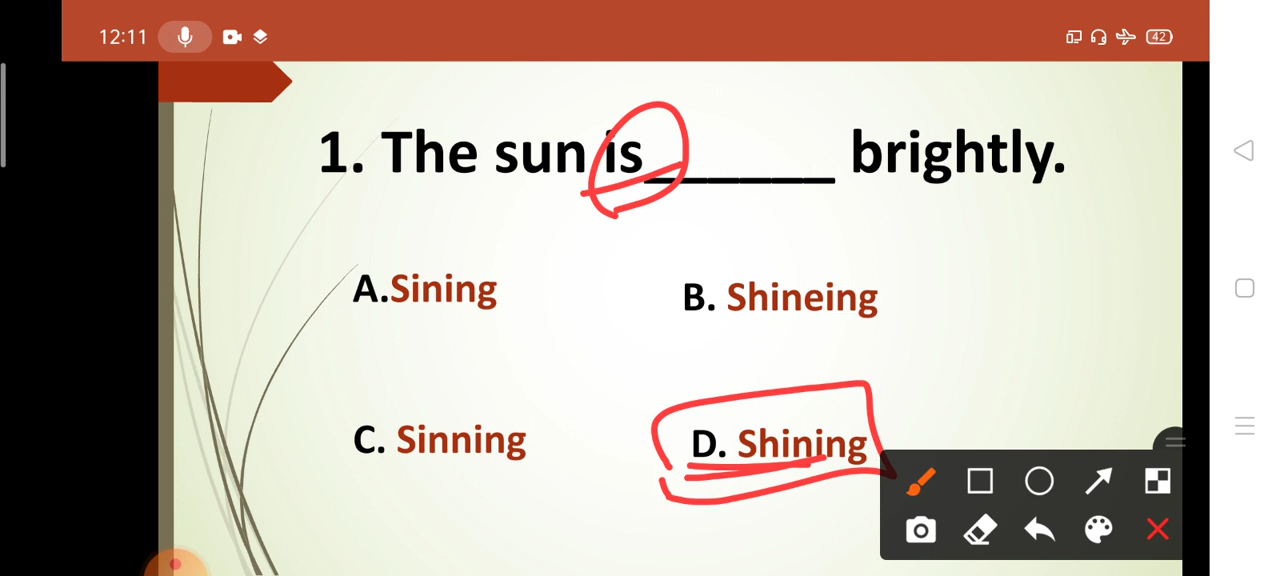 12:11 42
1. The sun is______ brightly.
A.Sining B. Shineing
C. Sinning D. Shining